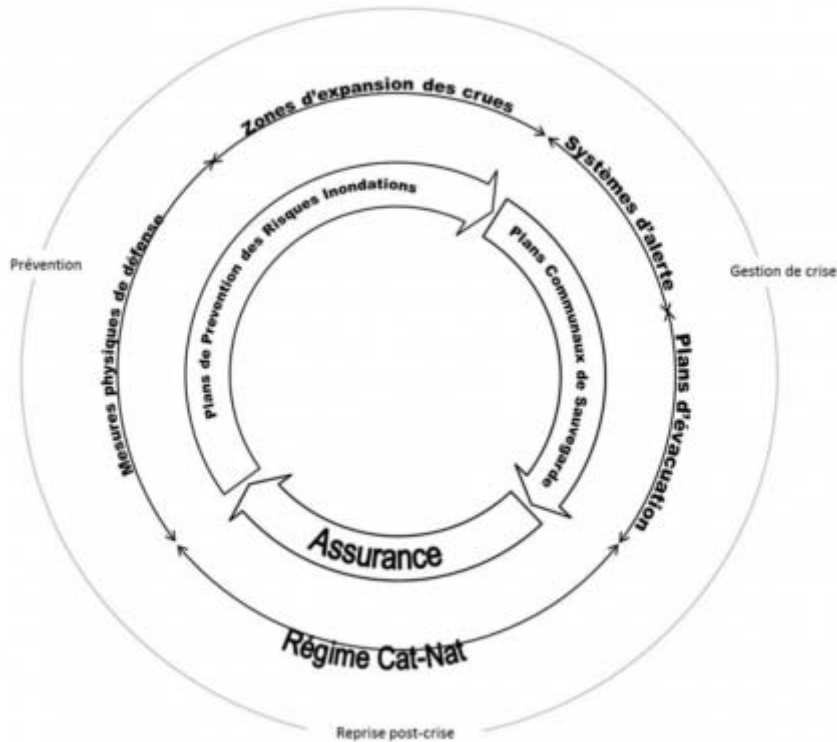 Zones d'expansion des crues
Systèmes d'alerte
Plans de Prevention des Risques Inondations
Plans Communaux de Sauvegarde
Prévention
Gestion de crise
Mesures physiques de défense
Plans d'évacuation
Assurance
Régime Cat-Nat
Reprise post-crise